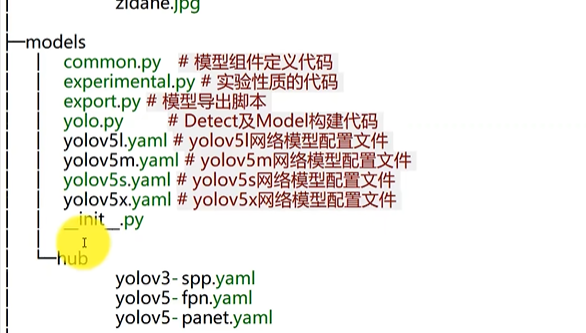 zidane.jpg
models
common.py # 模型组件定义代码
experimental.py # 实验性质的代码
export.py # 模型导出脚本
yolo.py # Detect及Model构建代码
yolov5l.yaml # yolov5l网络模型配置文件
yolov5m.yaml # yolov5m网络模型配置文件
yolov5s.yaml # yolov5s网络模型配置文件
yolov5x.yaml # yolov5x网络模型配置文件
__init__.py
hub
yolov3-spp.yaml
yolov5-fpn.yaml
yolov5-panet.yaml